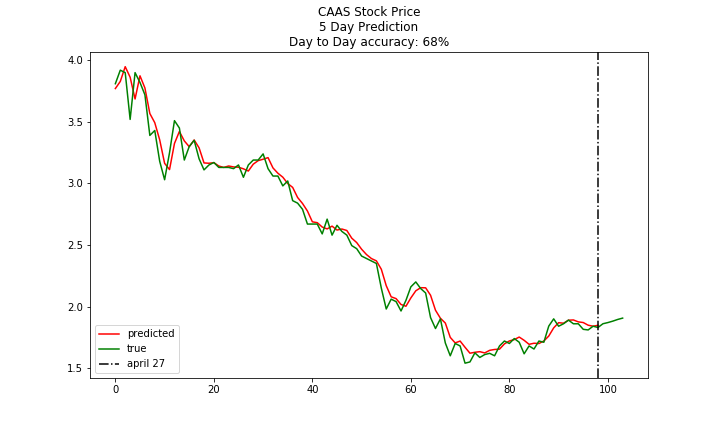 CAAS Stock Price
5 Day Prediction
Day to Day accuracy: 68%
4.0
3.5
3.0
2.5
2.0
1.5
predicted
true
april 27
0
20
40
60
80
100